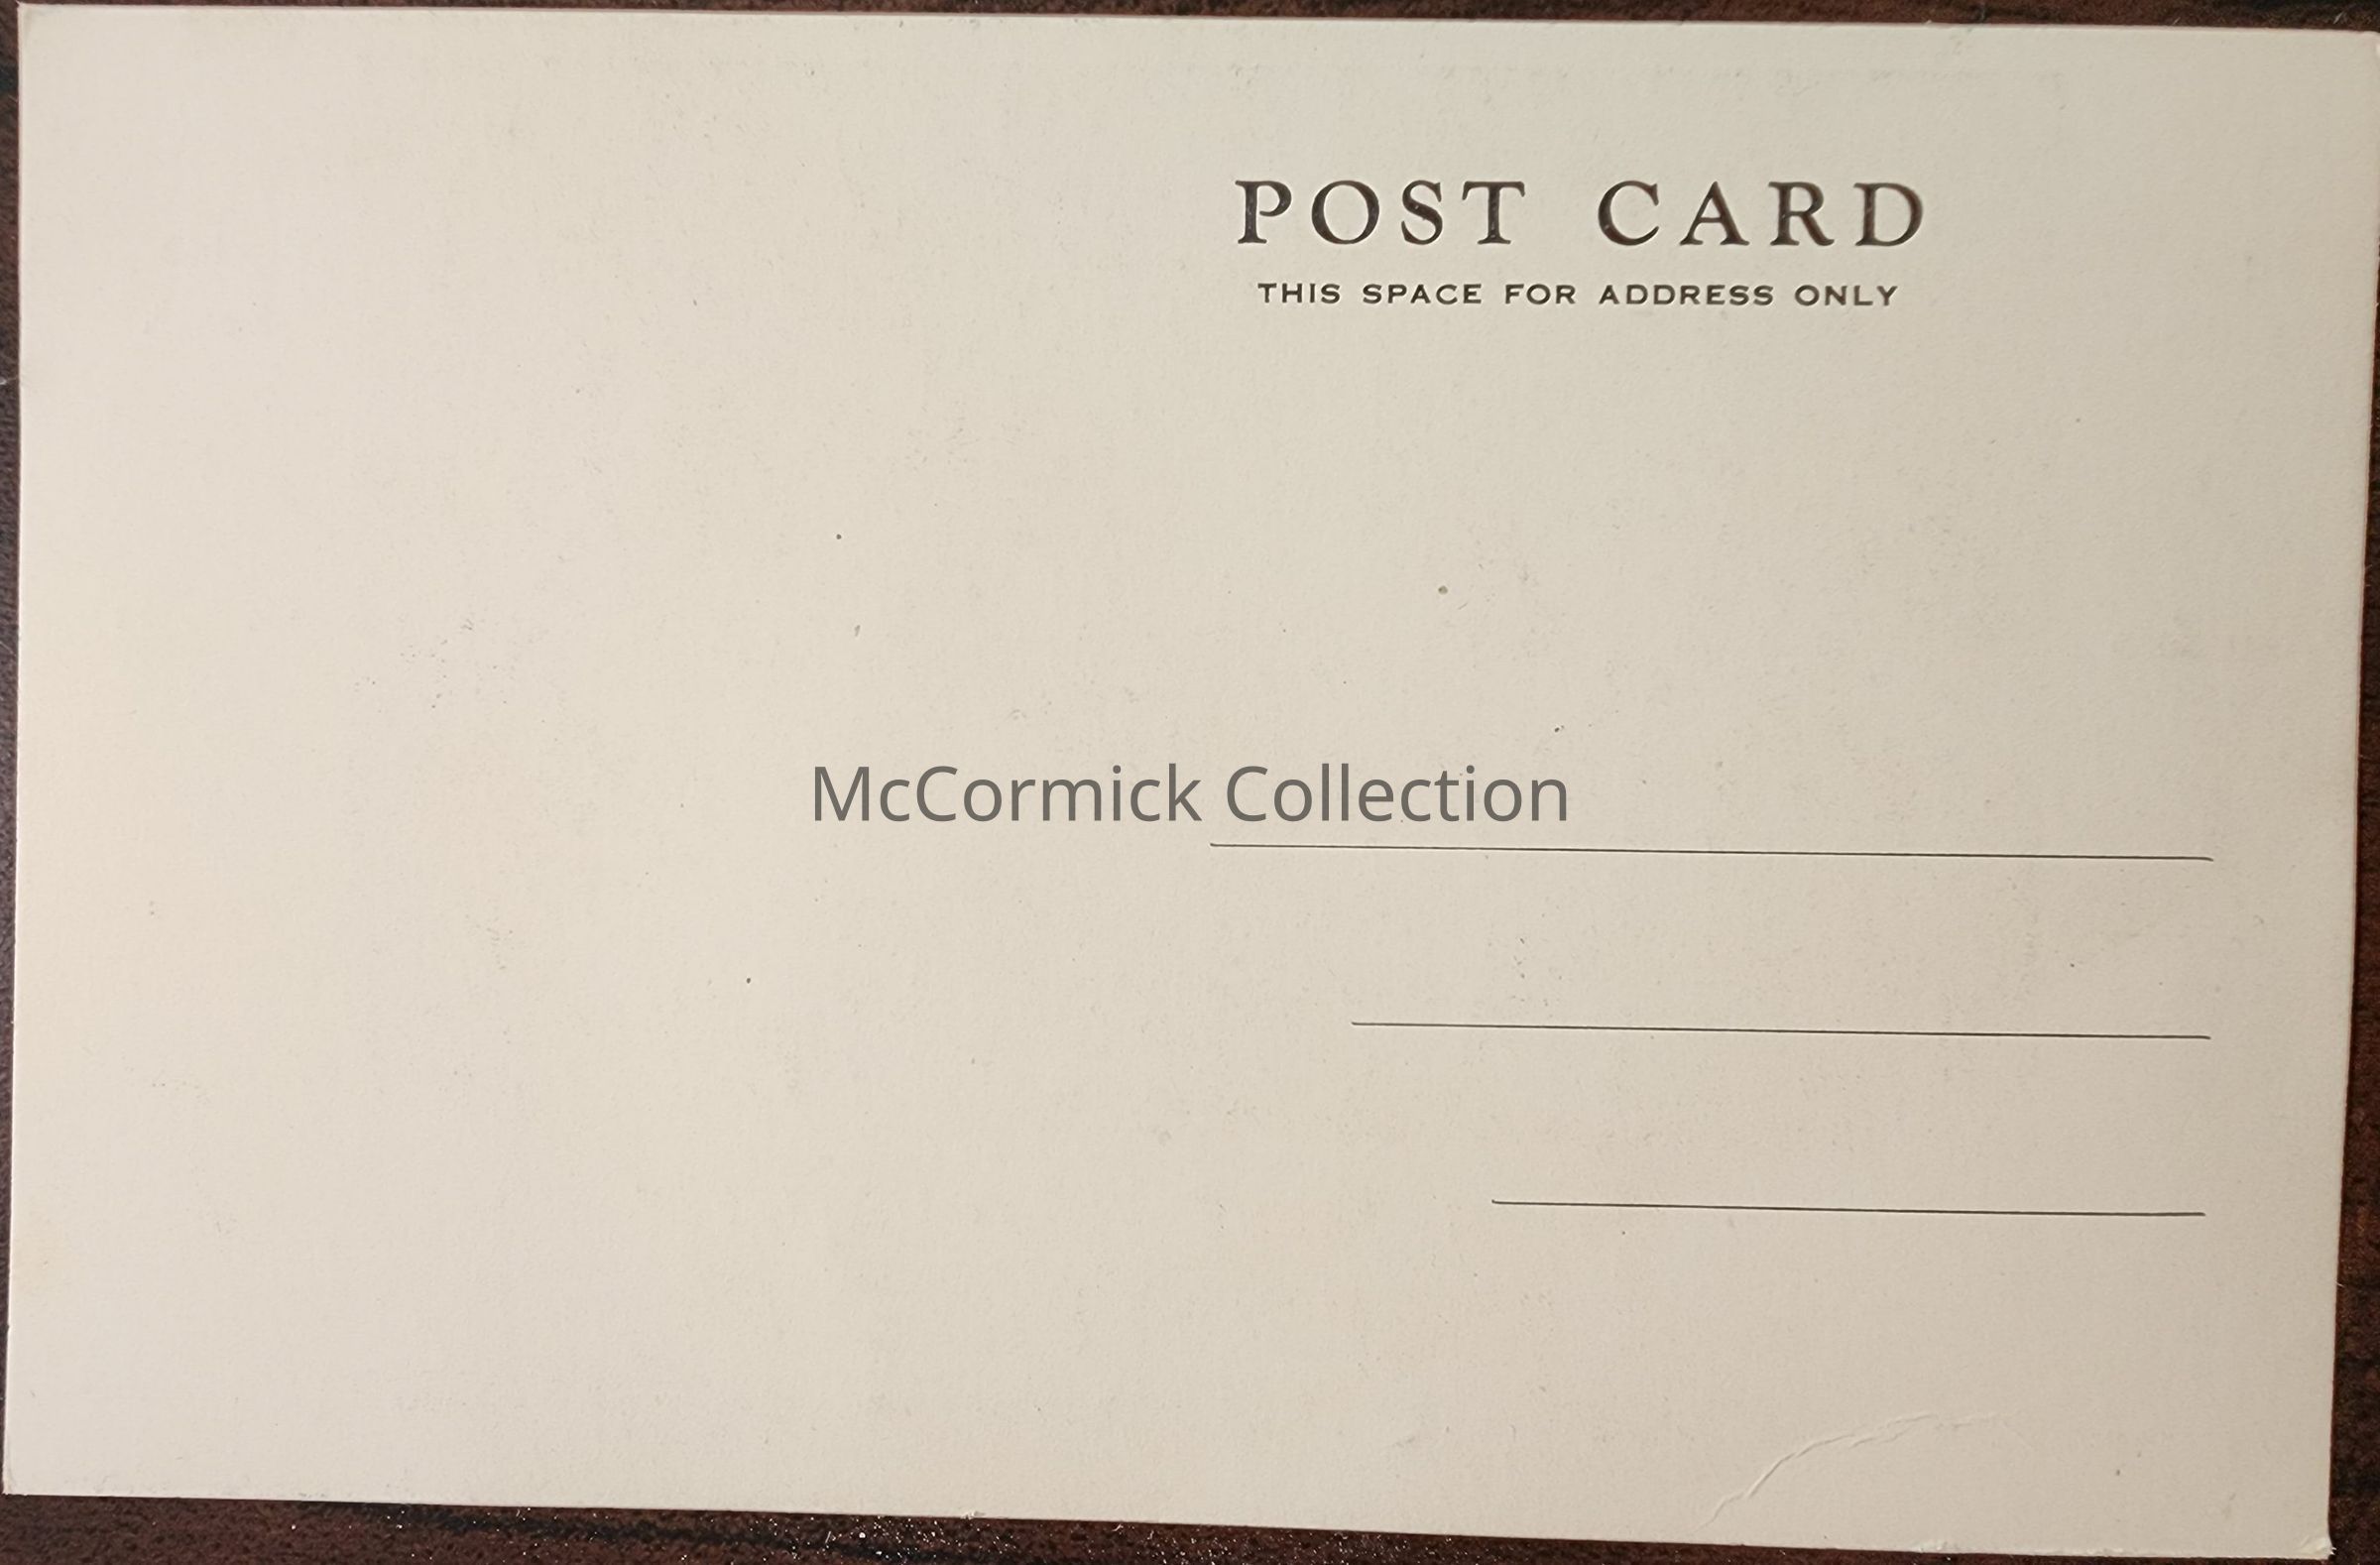 POST CARD
THIS SPACE FOR ADDRESS ONLY
McCormick Collection